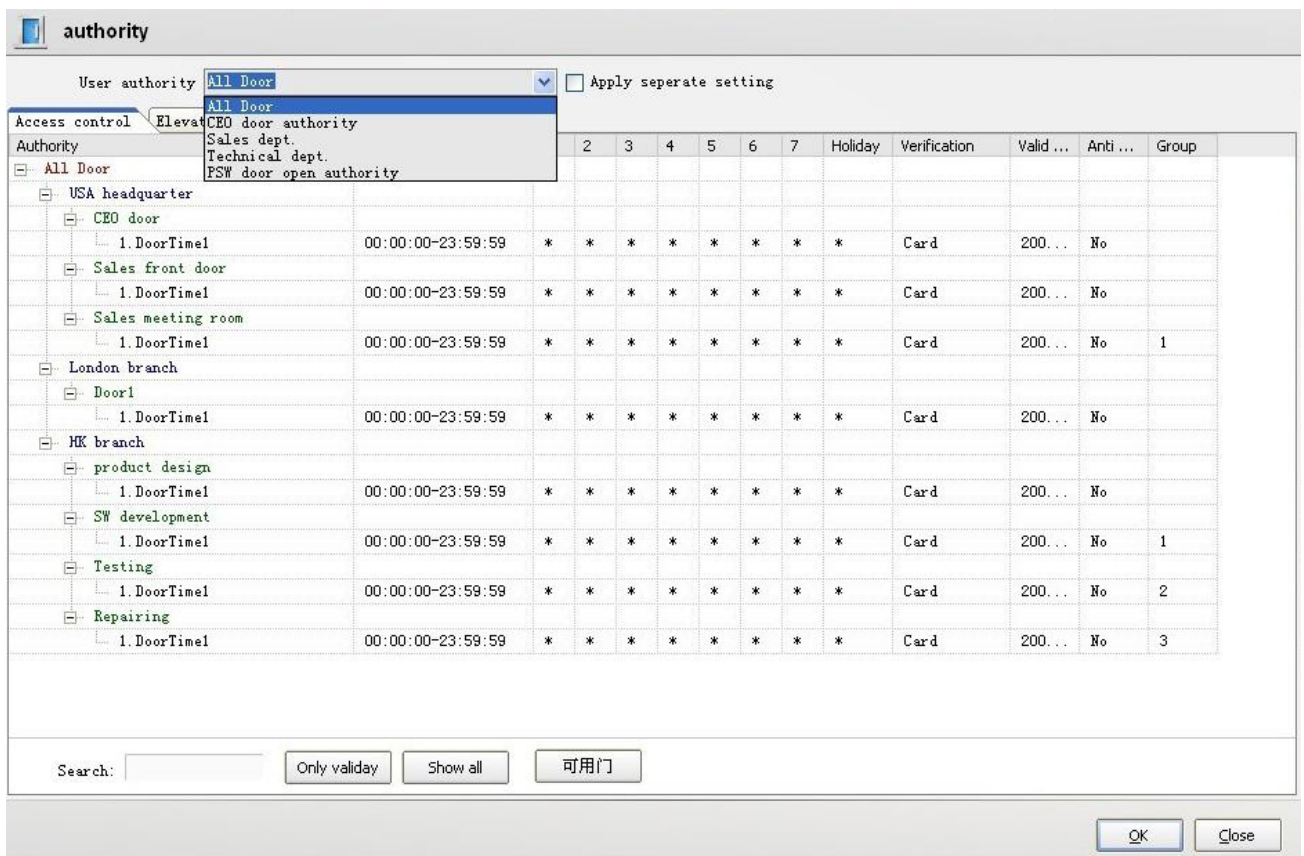 authority
User authority All Door Apply seperate setting
All Door
CEO door authority
Sales dept.
Technical dept.
PSW door open authority
Access control Elevat
Authority 2 3 4 5 6 7 Holiday Verification Valid ... Anti ... Group
All Door
USA headquarter
CEO door
1.DoorTime1 00:00:00-23:59:59 * * * * * * * * Card 200... No
Sales front door
1.DoorTime1 00:00:00-23:59:59 * * * * * * * * Card 200... No
Sales meeting room
1.DoorTime1 00:00:00-23:59:59 * * * * * * * * Card 200... No 1
London branch
Door1
1.DoorTime1 00:00:00-23:59:59 * * * * * * * * Card 200... No
HK branch
product design
1.DoorTime1 00:00:00-23:59:59 * * * * * * * * Card 200... No
SW development
1.DoorTime1 00:00:00-23:59:59 * * * * * * * * Card 200... No 1
Testing
1.DoorTime1 00:00:00-23:59:59 * * * * * * * * Card 200... No 2
Repairing
1.DoorTime1 00:00:00-23:59:59 * * * * * * * * Card 200... No 3
Search: Only validay Show all 可用门
OK Close